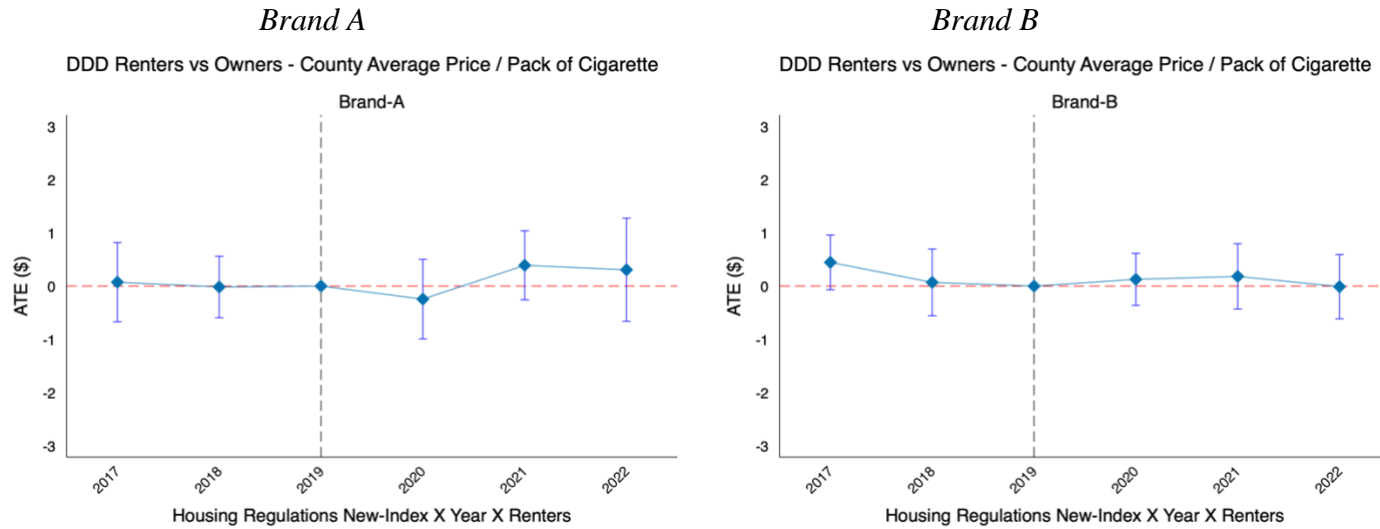 Brand A
DDD Renters vs Owners - County Average Price / Pack of Cigarette
Brand-A
ATE ($)
3
2
1
0
-1
-2
-3
2017
2018
2019
2020
2021
2022
Housing Regulations New-Index X Year X Renters
Brand B
DDD Renters vs Owners - County Average Price / Pack of Cigarette
Brand-B
ATE ($)
3
2
1
0
-1
-2
-3
2017
2018
2019
2020
2021
2022
Housing Regulations New-Index X Year X Renters